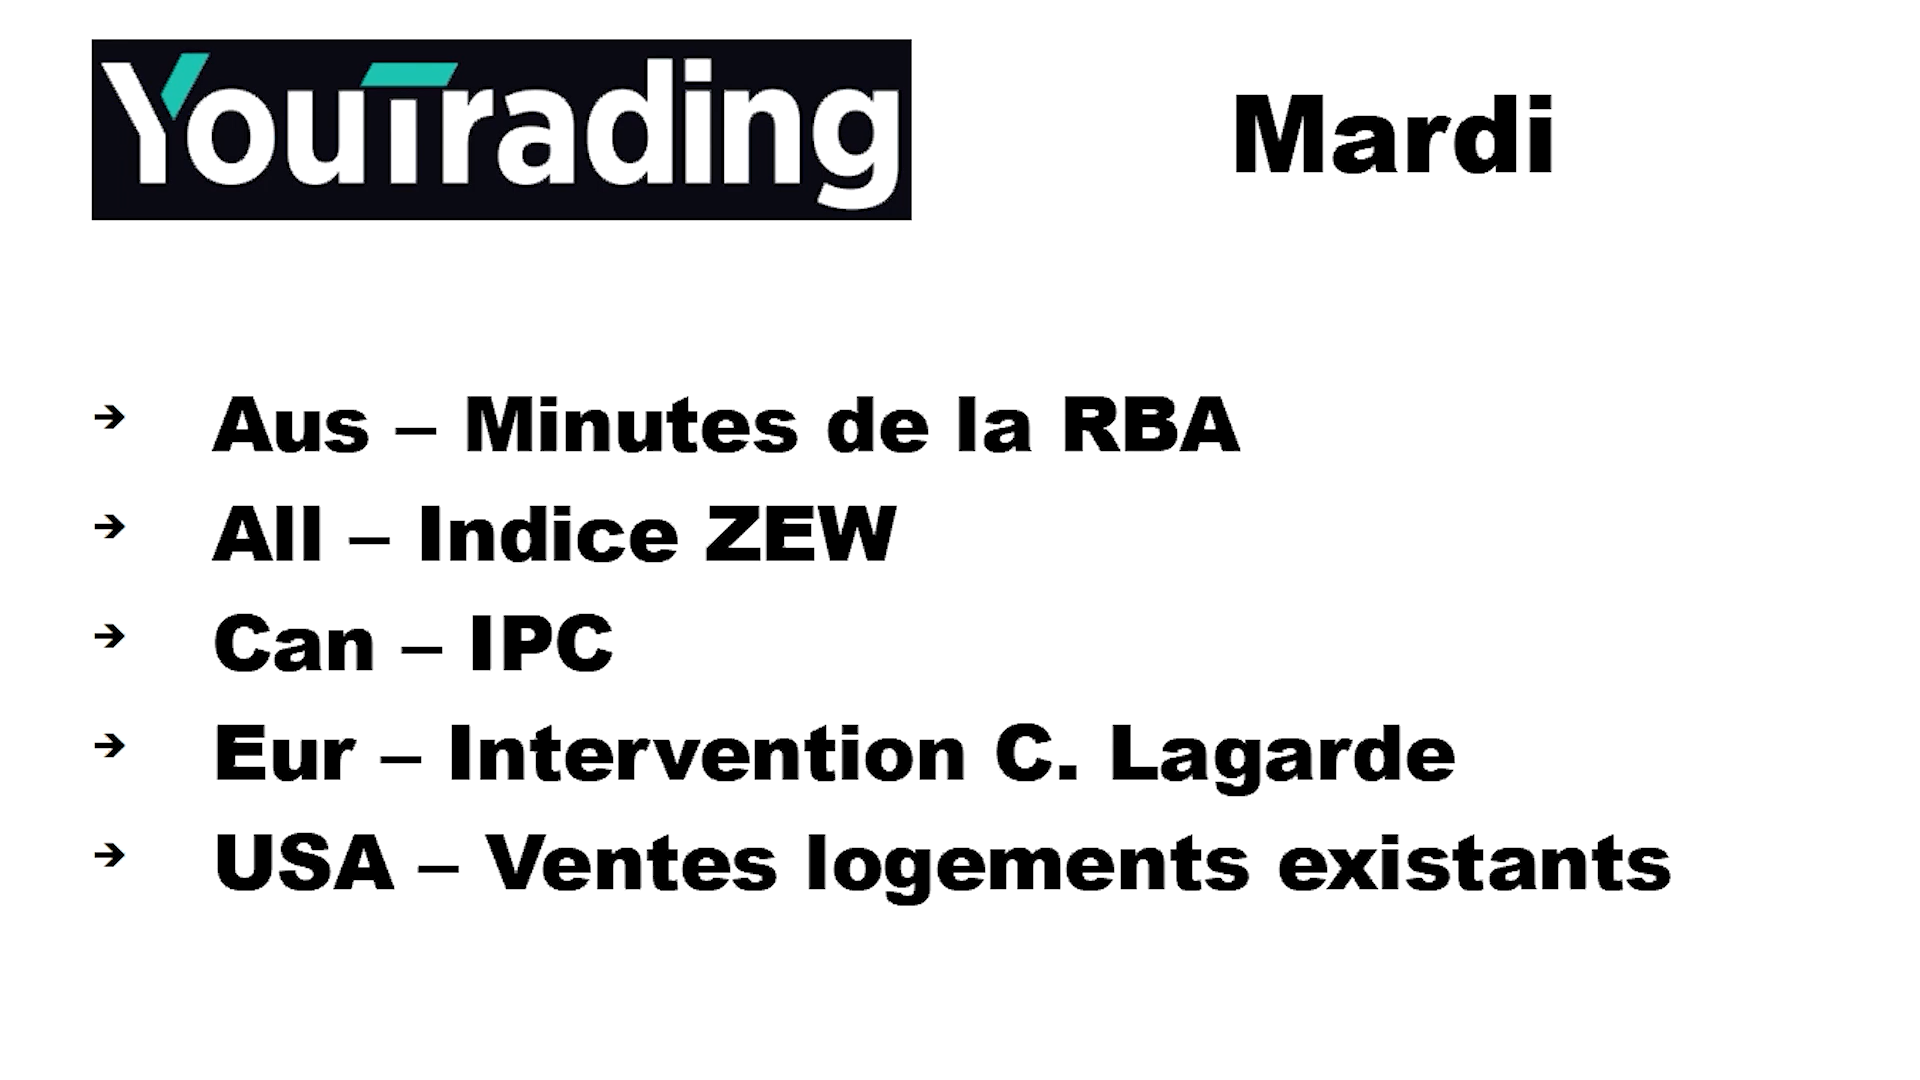 YouTrading
Mardi
→ Aus – Minutes de la RBA
→ All – Indice ZEW
→ Can – IPC
→ Eur – Intervention C. Lagarde
→ USA – Ventes logements existants